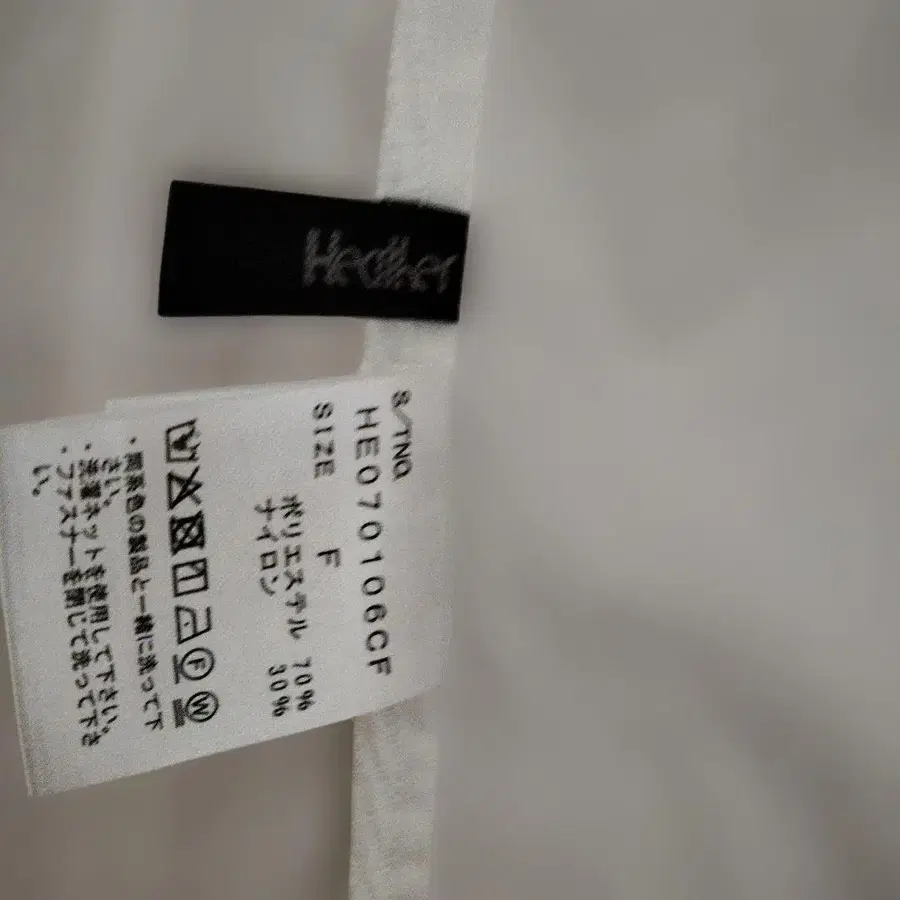 Heather
S/TNQ
HE070106CF
SIZE F
ポリエステル 70%
ナイロン 30%
・同系色の製品と一緒に洗って下
さい。
・洗濯ネットを使用して下さい。
・ファスナーを閉じて洗って下さ
い。